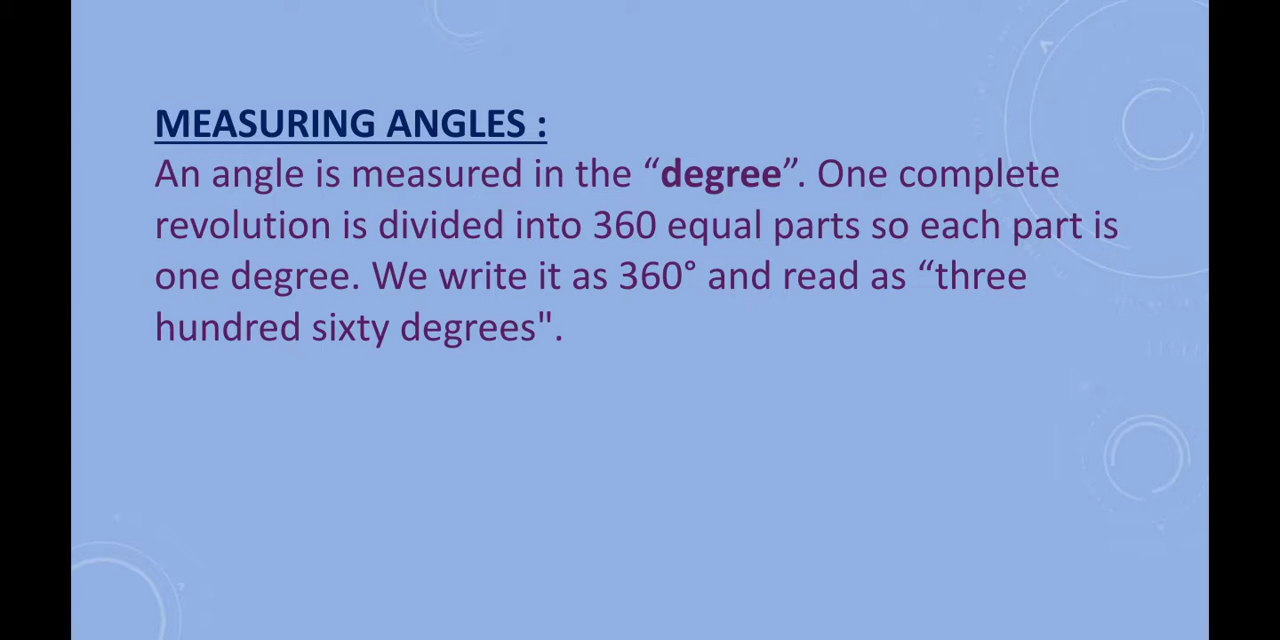 MEASURING ANGLES :
An angle is measured in the “degree”. One complete
revolution is divided into 360 equal parts so each part is
one degree. We write it as 360° and read as “three
hundred sixty degrees".